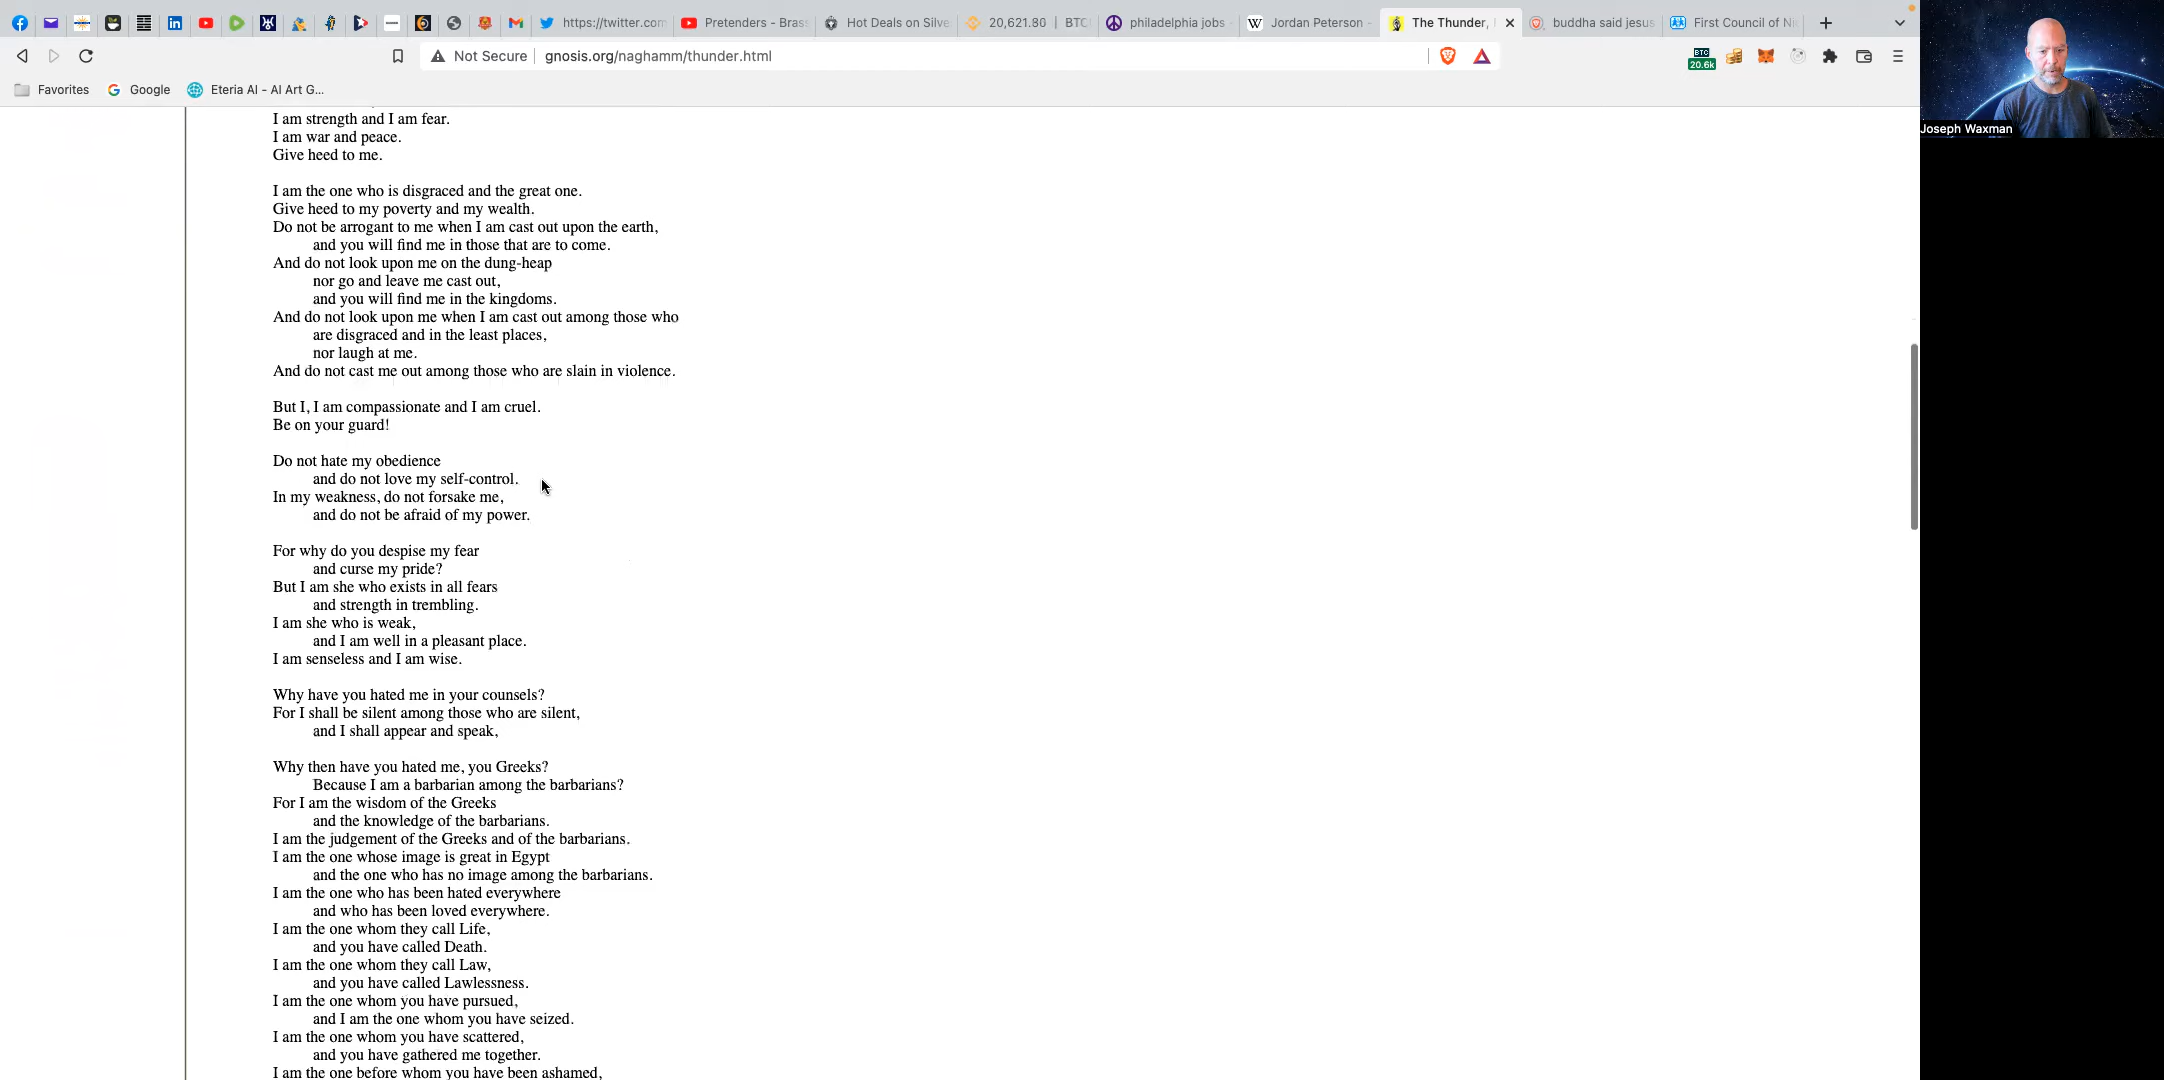 https://twitter.com
Pretenders - Brass
Hot Deals on Silve
20,621.80 | BTC
philadelphia jobs -
Jordan Peterson -
The Thunder,
buddha said jesus
First Council of Ni
Not Secure
gnosis.org/naghamm/thunder.html
BTC
20.6k
Favorites
Google
Eteria AI - AI Art G...
Joseph Waxman
I am strength and I am fear.
I am war and peace.
Give heed to me.
I am the one who is disgraced and the great one.
Give heed to my poverty and my wealth.
Do not be arrogant to me when I am cast out upon the earth,
and you will find me in those that are to come.
And do not look upon me on the dung-heap
nor go and leave me cast out,
and you will find me in the kingdoms.
And do not look upon me when I am cast out among those who
are disgraced and in the least places,
nor laugh at me.
And do not cast me out among those who are slain in violence.
But I, I am compassionate and I am cruel.
Be on your guard!
Do not hate my obedience
and do not love my self-control.
In my weakness, do not forsake me,
and do not be afraid of my power.
For why do you despise my fear
and curse my pride?
But I am she who exists in all fears
and strength in trembling.
I am she who is weak,
and I am well in a pleasant place.
I am senseless and I am wise.
Why have you hated me in your counsels?
For I shall be silent among those who are silent,
and I shall appear and speak,
Why then have you hated me, you Greeks?
Because I am a barbarian among the barbarians?
For I am the wisdom of the Greeks
and the knowledge of the barbarians.
I am the judgement of the Greeks and of the barbarians.
I am the one whose image is great in Egypt
and the one who has no image among the barbarians.
I am the one who has been hated everywhere
and who has been loved everywhere.
I am the one whom they call Life,
and you have called Death.
I am the one whom they call Law,
and you have called Lawlessness.
I am the one whom you have pursued,
and I am the one whom you have seized.
I am the one whom you have scattered,
and you have gathered me together.
I am the one before whom you have been ashamed,